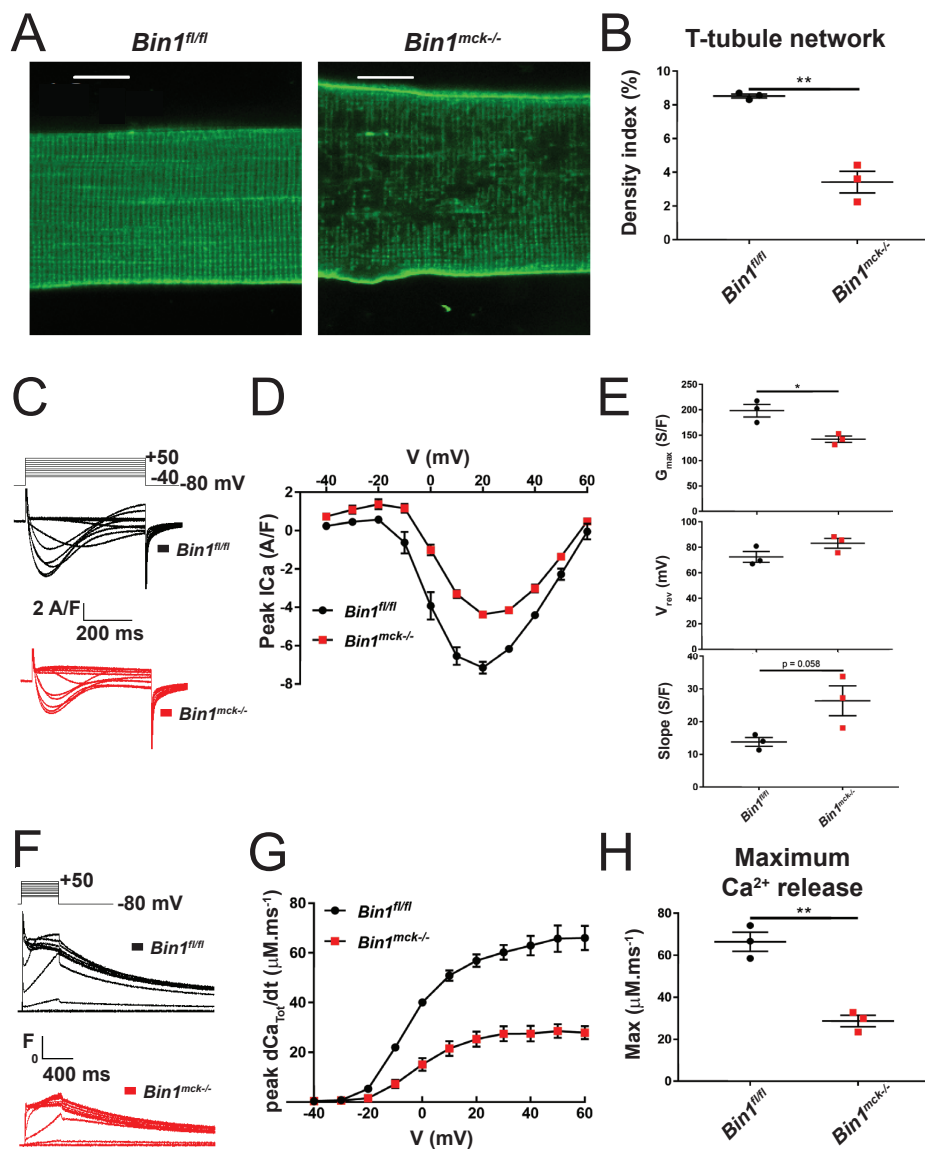 A
Bin1fl/fl
Bin1mck-/-
B
T-tubule network
Density index (%)
10
8
6
4
2
0
**
Bin1fl/fl
Bin1mck-/-
C
+50
-40
-80 mV
Bin1fl/fl
2 A/F
200 ms
Bin1mck-/-
D
V (mV)
-40 -20 0 20 40 60
Peak ICa (A/F)
2
0
-2
-4
-6
-8
Bin1fl/fl
Bin1mck-/-
E
Gmax (S/F)
250
200
150
100
50
0
*
Vrev (mV)
100
80
60
40
20
0
Slope (S/F)
40
30
20
10
0
p = 0.058
Bin1fl/fl
Bin1mck-/-
F
+50
-80 mV
Bin1fl/fl
F
0
400 ms
Bin1mck-/-
G
peak dCaTot/dt (μM.ms-1)
80
60
40
20
Bin1fl/fl
Bin1mck-/-
-40 -20 0 20 40 60
V (mV)
H
Maximum
Ca2+ release
Max (μM.ms-1)
80
60
40
20
0
**
Bin1fl/fl
Bin1mck-/-